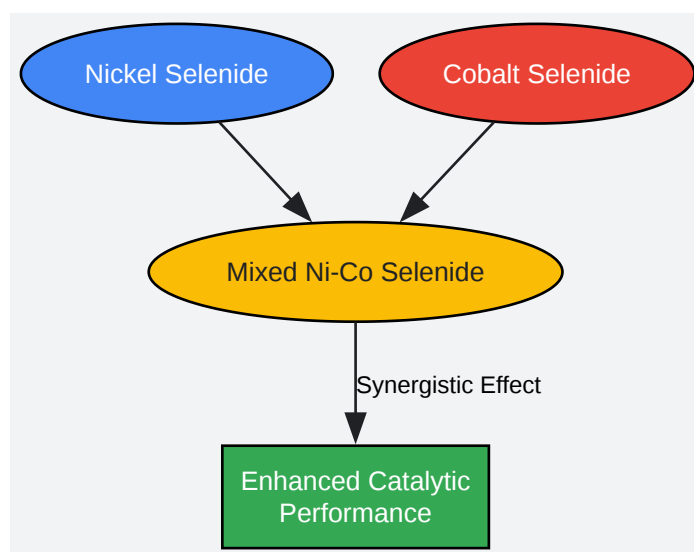 Nickel Selenide
Cobalt Selenide
Mixed Ni-Co Selenide
Synergistic Effect
Enhanced Catalytic
Performance